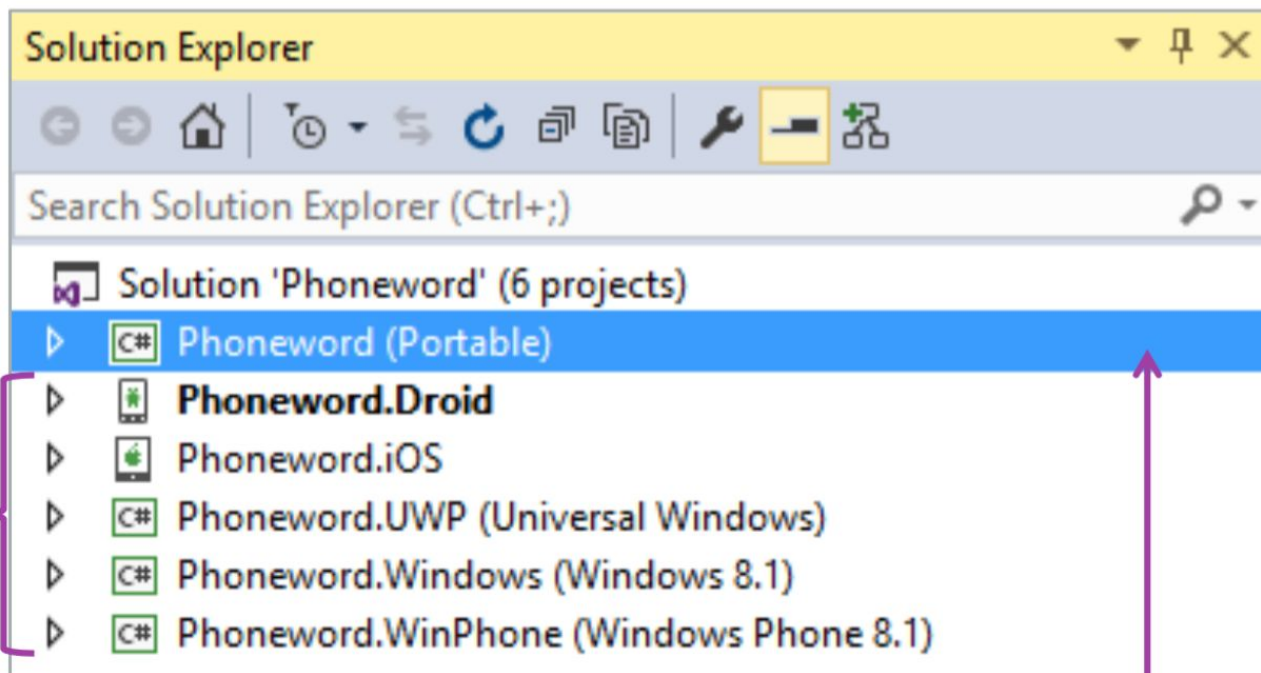 Solution Explorer
Search Solution Explorer (Ctrl+;)
Solution 'Phoneword' (6 projects)
C# Phoneword (Portable)
Phoneword.Droid
Phoneword.iOS
C# Phoneword.UWP (Universal Windows)
C# Phoneword.Windows (Windows 8.1)
C# Phoneword.WinPhone (Windows Phone 8.1)